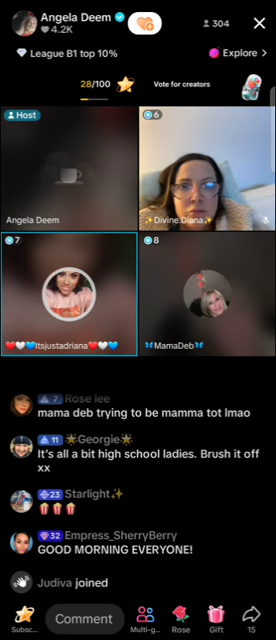 Angela Deem
4.2K
304
League B1 top 10%
Explore >
28/100
Vote for creators
Host
6
Angela Deem
✨Divine.Diana✨
7
8
❤️🤍💙Itsjustadriana❤️🤍💙
🦋MamaDeb🦋
7 Rose lee
mama deb trying to be mamma tot lmao
11 🌟Georgie🌟
It's all a bit high school ladies. Brush it off
xx
23 Starlight✨
🍿🍿🍿
32 Empress_SherryBerry
GOOD MORNING EVERYONE!
Judiva joined
Comment
Subsc...
Multi-g...
Rose
Gift
15